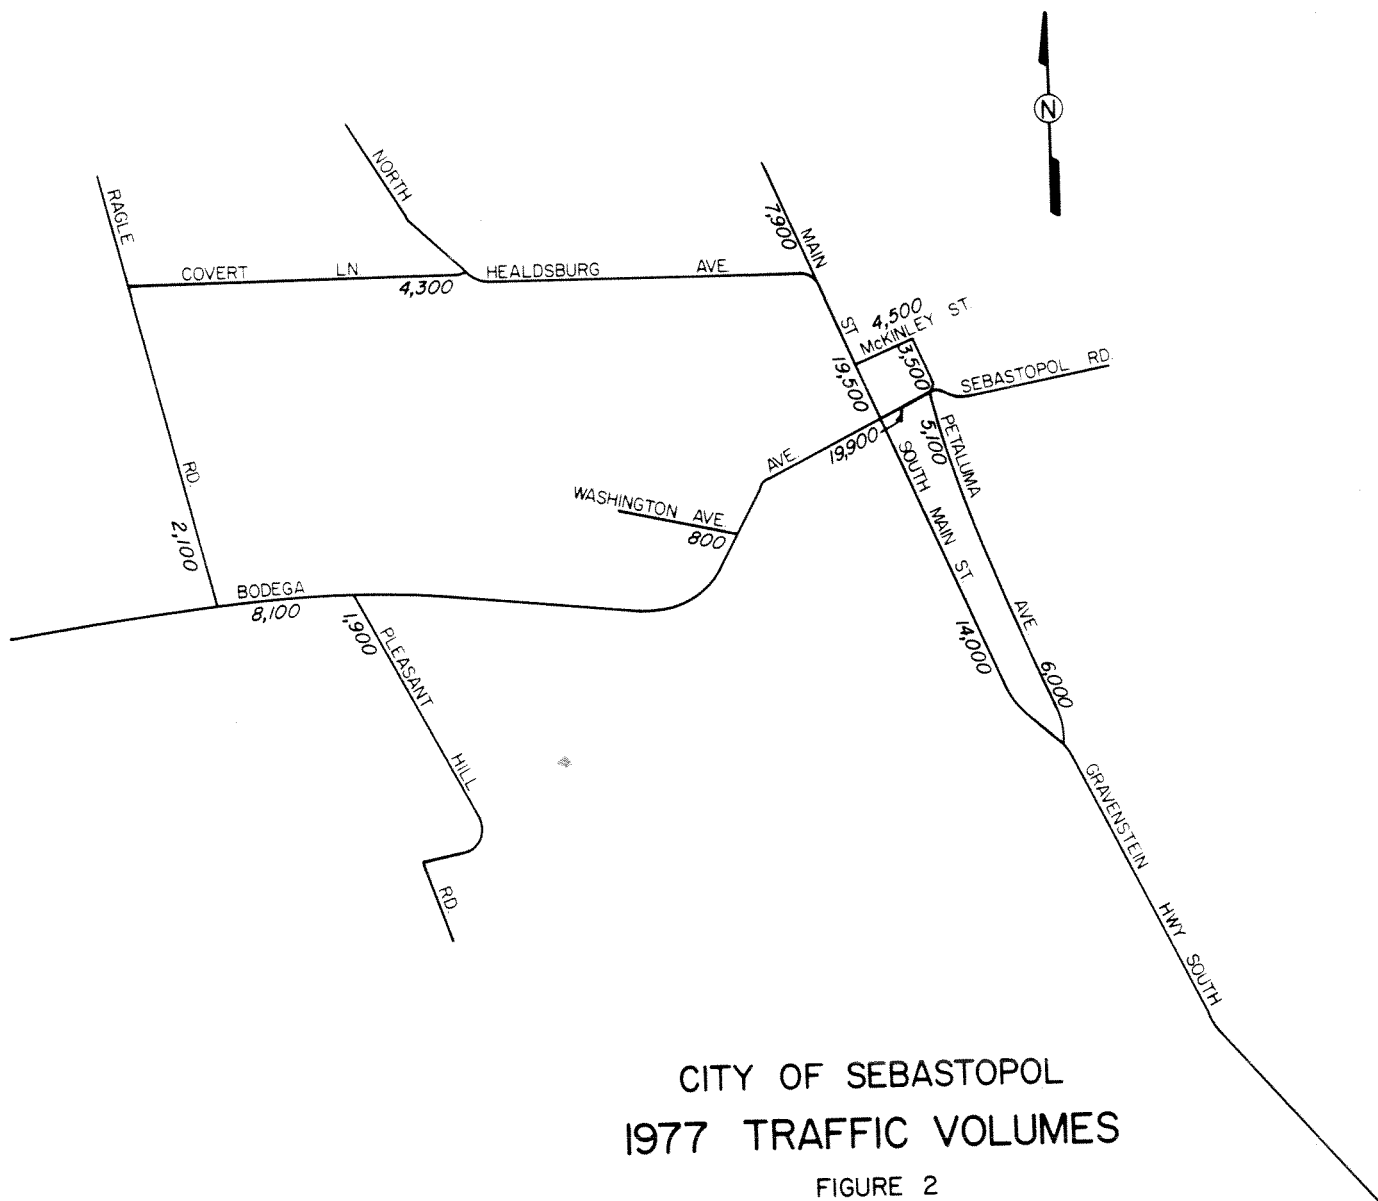 N
NORTH
RAGLE
7,900
MAIN
COVERT LN
4,300
HEALDSBURG AVE
ST
4,500
McKINLEY ST.
3,500
19,500
SEBASTOPOL RD.
19,900
AVE.
5,100
PETALUMA
SOUTH MAIN ST.
WASHINGTON AVE.
800
RD.
2,100
BODEGA
8,100
1,900
PLEASANT
HILL
RD.
AVE.
14,000
6,000
GRAVENSTEIN HWY SOUTH
CITY OF SEBASTOPOL
1977 TRAFFIC VOLUMES
FIGURE 2